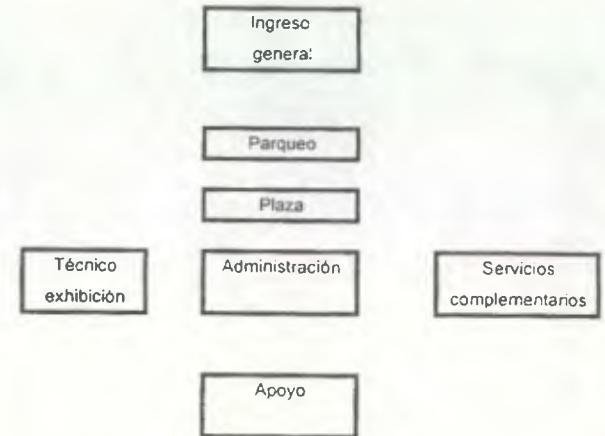 Ingreso
general
Parqueo
Plaza
Técnico
exhibición
Administración
Servicios
complementarios
Apoyo